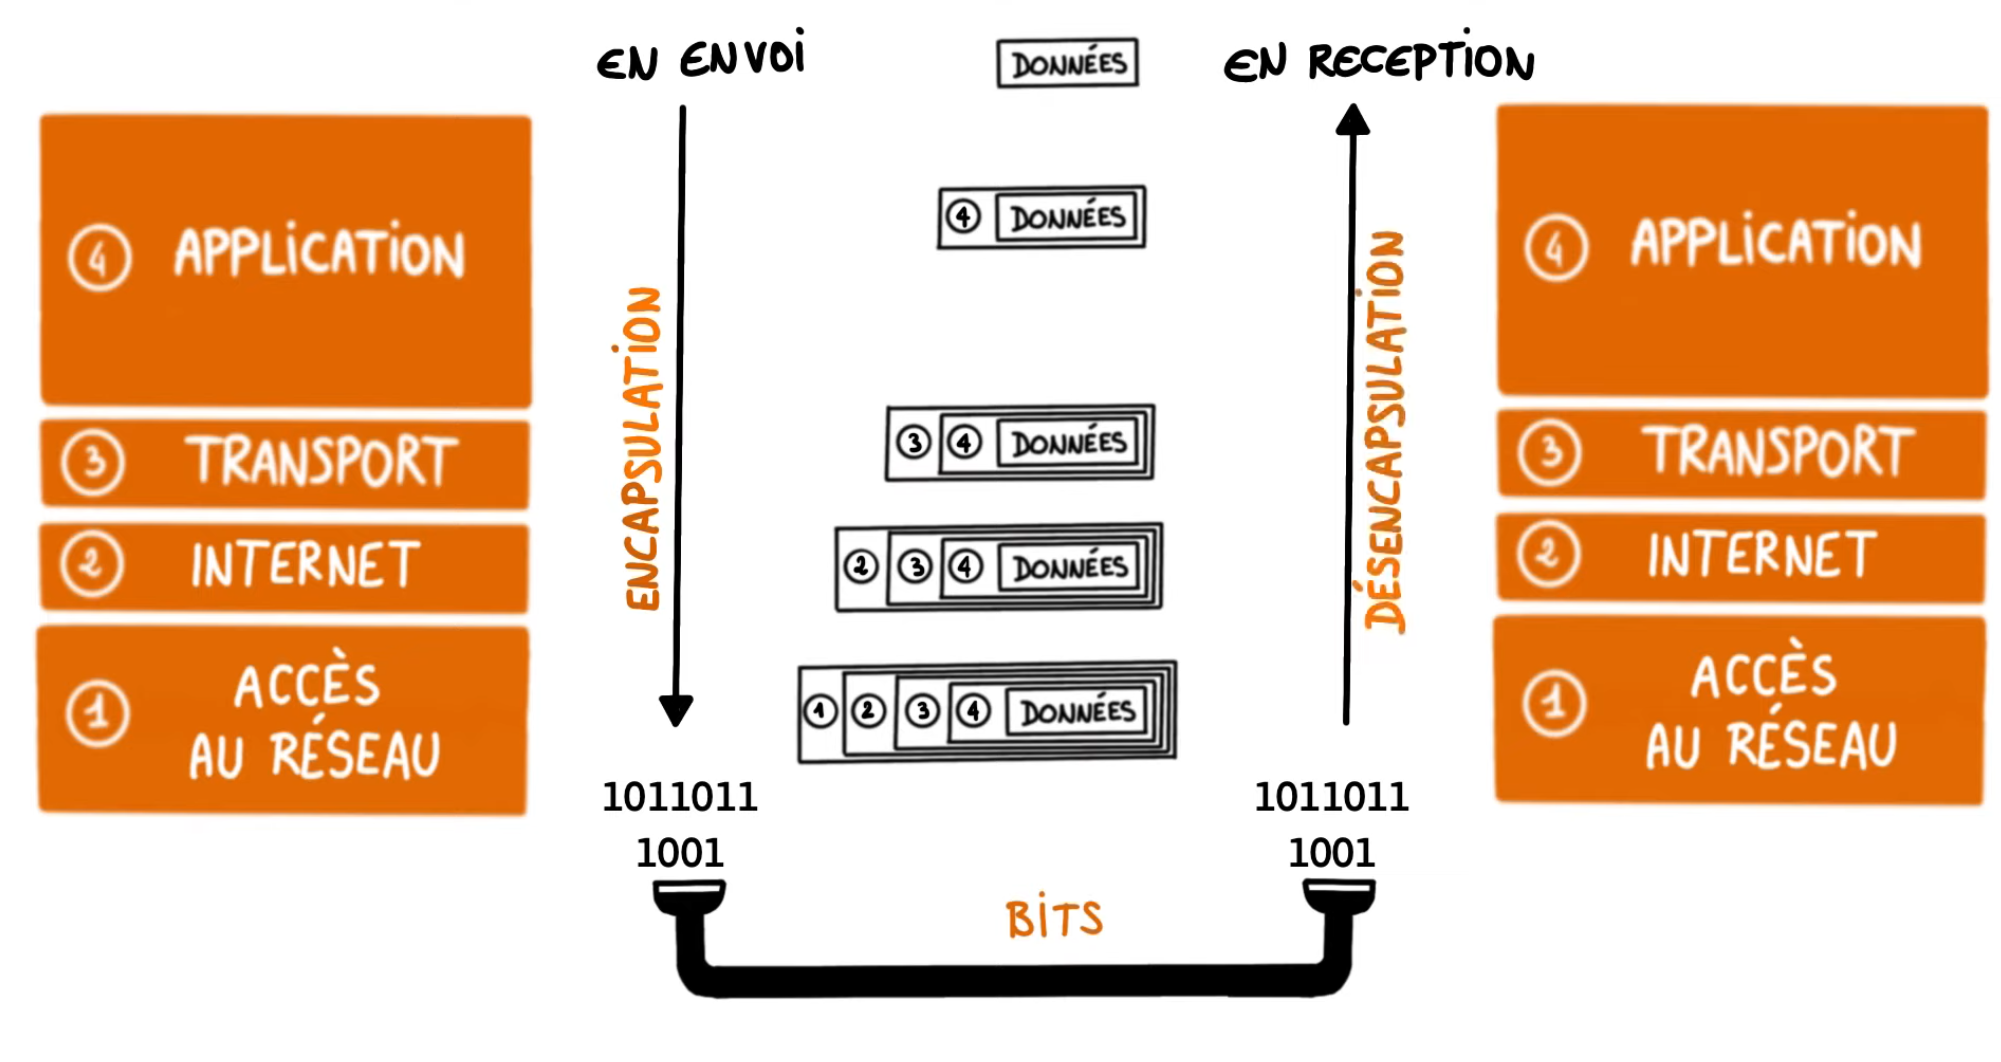 EN ENVOI
DONNÉES
EN RECEPTION
4 APPLICATION
3 TRANSPORT
2 INTERNET
1 ACCÈS
AU RÉSEAU
ENCAPSULATION
4 DONNÉES
3 4 DONNÉES
2 3 4 DONNÉES
1 2 3 4 DONNÉES
DÉSENCAPSULATION
4 APPLICATION
3 TRANSPORT
2 INTERNET
1 ACCÈS
AU RÉSEAU
1011011
1001
1011011
1001
BITS